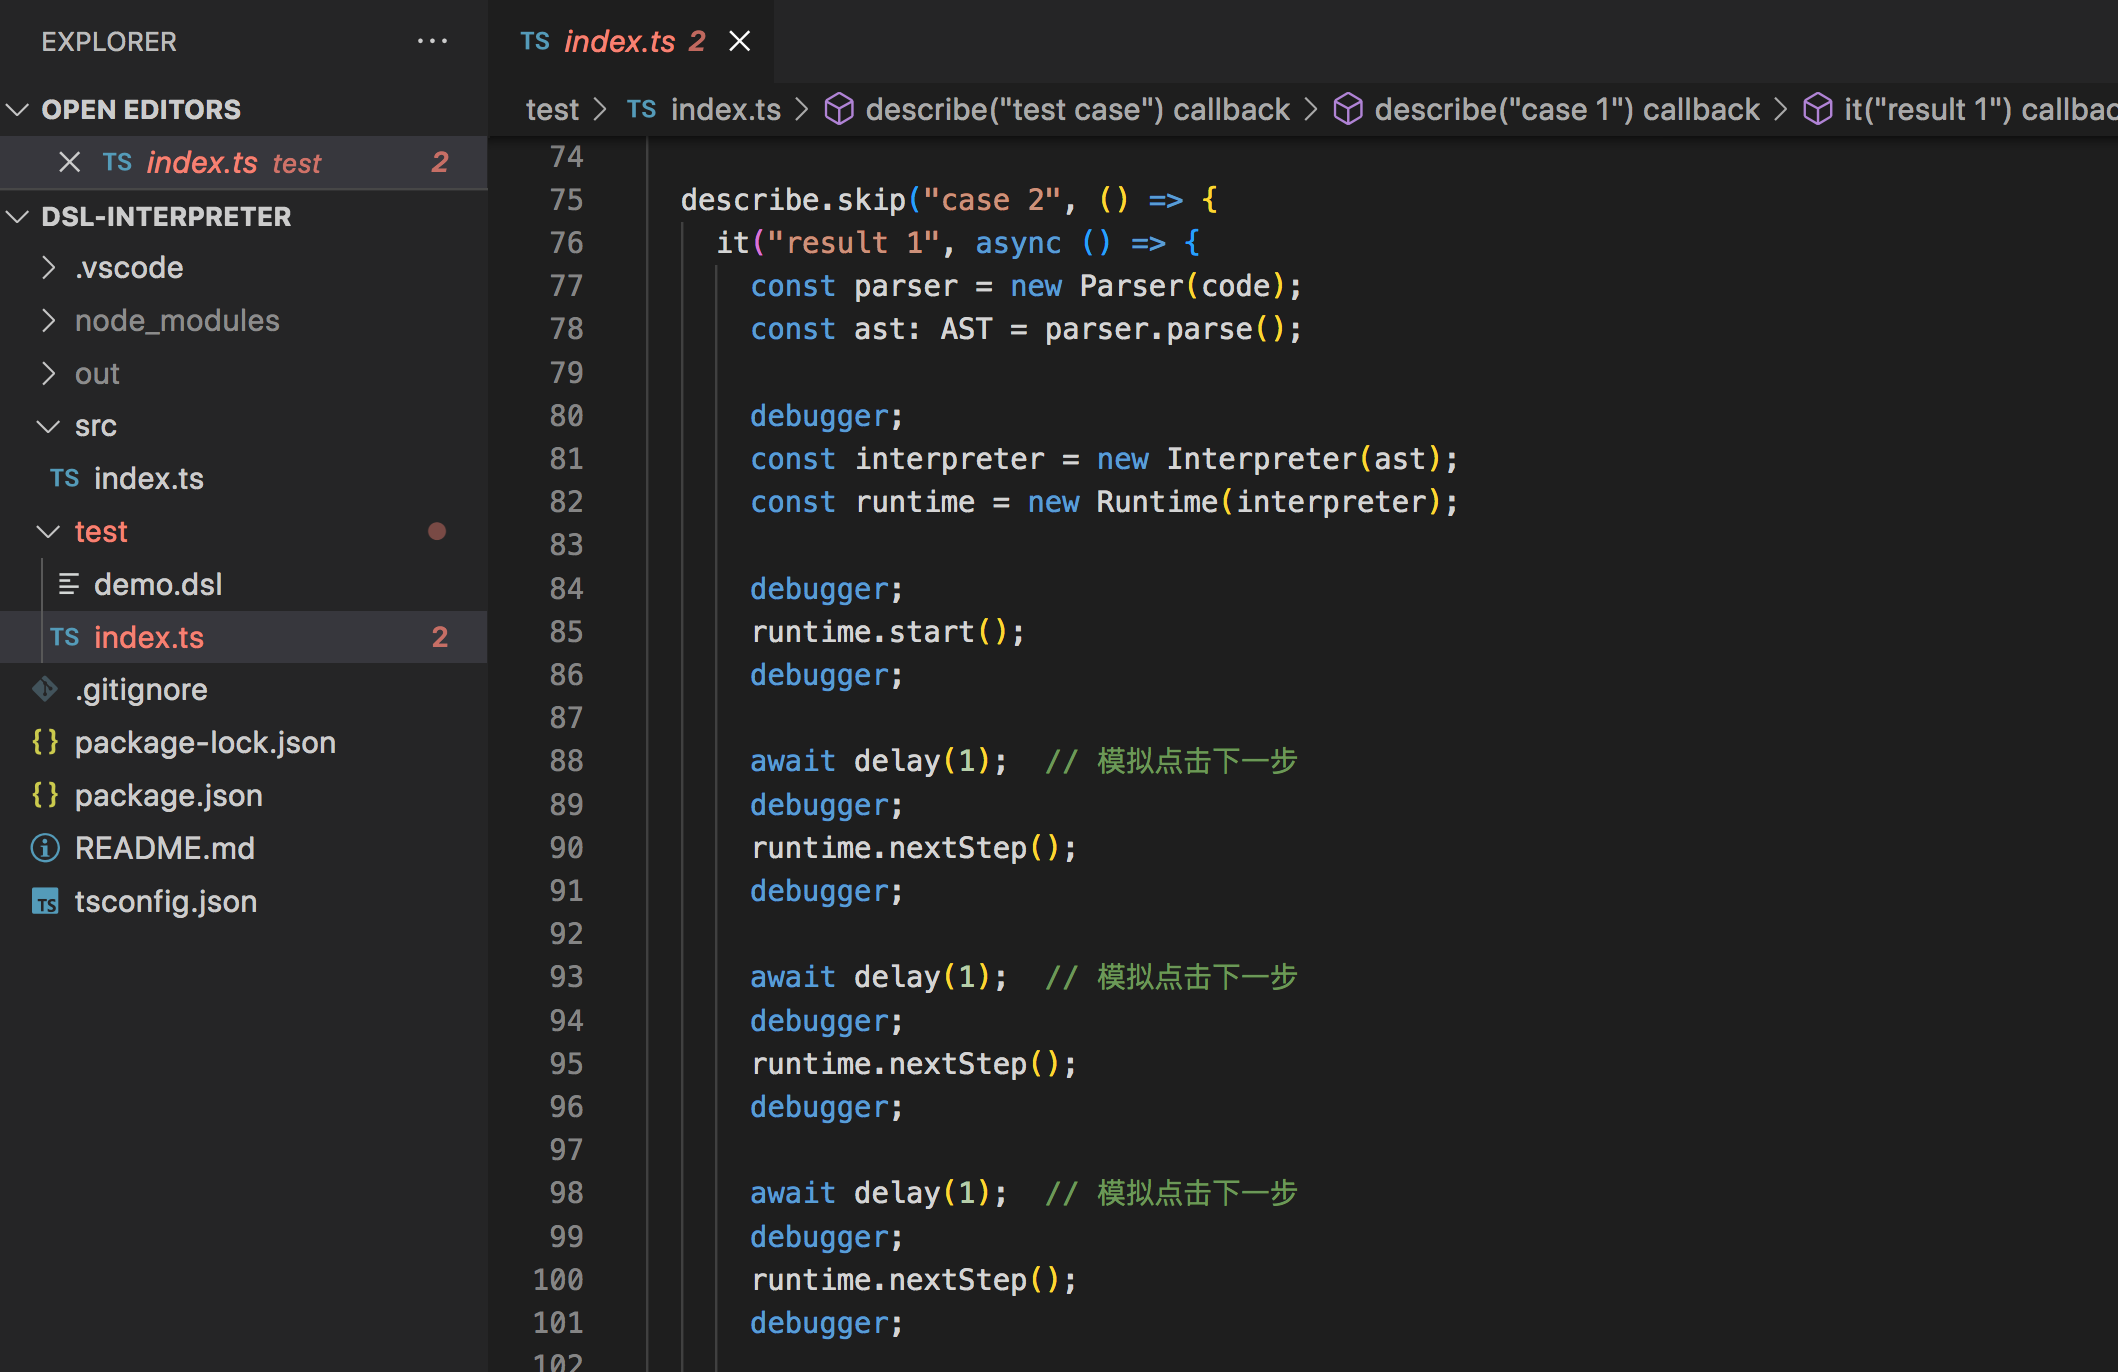 EXPLORER ···
OPEN EDITORS
TS index.ts test 2
DSL-INTERPRETER
.vscode
node_modules
out
src
TS index.ts
test
demo.dsl
TS index.ts 2
.gitignore
{} package-lock.json
{} package.json
README.md
TS tsconfig.json
TS index.ts 2
test > TS index.ts > describe("test case") callback > describe("case 1") callback > it("result 1") callbac
74
75 describe.skip("case 2", () => {
76 it("result 1", async () => {
77 const parser = new Parser(code);
78 const ast: AST = parser.parse();
79
80 debugger;
81 const interpreter = new Interpreter(ast);
82 const runtime = new Runtime(interpreter);
83
84 debugger;
85 runtime.start();
86 debugger;
87
88 await delay(1); // 模拟点击下一步
89 debugger;
90 runtime.nextStep();
91 debugger;
92
93 await delay(1); // 模拟点击下一步
94 debugger;
95 runtime.nextStep();
96 debugger;
97
98 await delay(1); // 模拟点击下一步
99 debugger;
100 runtime.nextStep();
101 debugger;
102